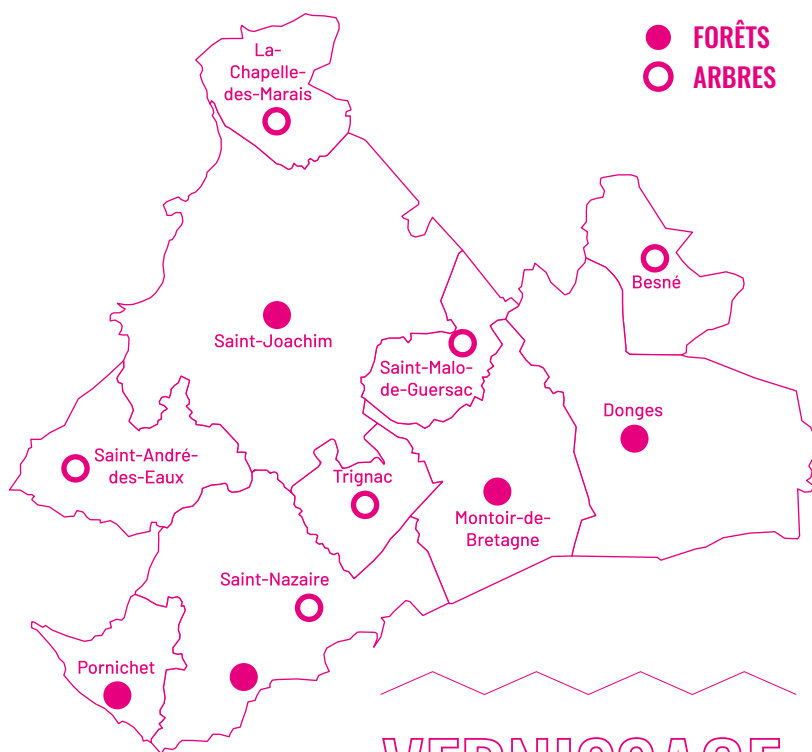 FORÊTS
ARBRES
La-
Chapelle-
des-Marais
Besné
Saint-Joachim
Saint-Malo-
de-Guersac
Donges
Saint-André-
des-Eaux
Trignac
Montoir-de-
Bretagne
Saint-Nazaire
Pornichet
VERNISSAGE